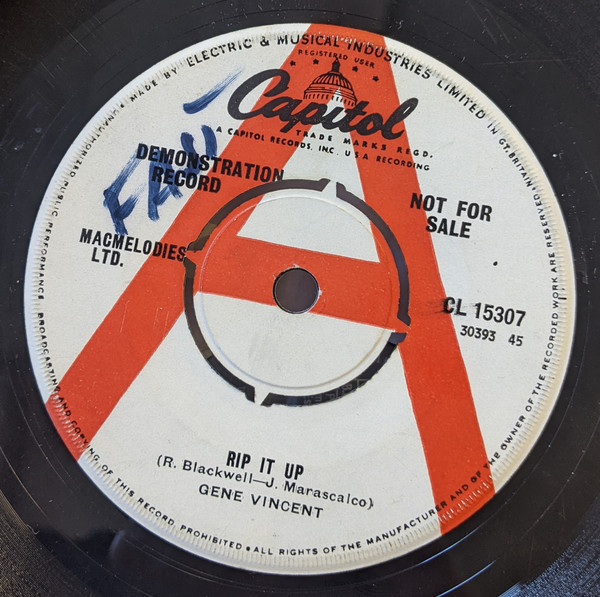 MADE BY ELECTRIC & MUSICAL INDUSTRIES LIMITED IN GT. BRITAIN
REGISTERED USER
Capitol
TRADE MARKS REGD.
A CAPITOL RECORDS, INC. U.S.A RECORDING
DEMONSTRATION
RECORD
NOT FOR
SALE
MACMELODIES
LTD.
CL 15307
30393 45
RIP IT UP
(R. Blackwell—J. Marascalco)
GENE VINCENT
ALL RIGHTS OF THE MANUFACTURER AND OF THE OWNER OF THE RECORDED WORK ARE RESERVED
UNAUTHORIZED PUBLIC PERFORMANCE BROADCASTING AND COPYING OF THIS RECORD PROHIBITED
A